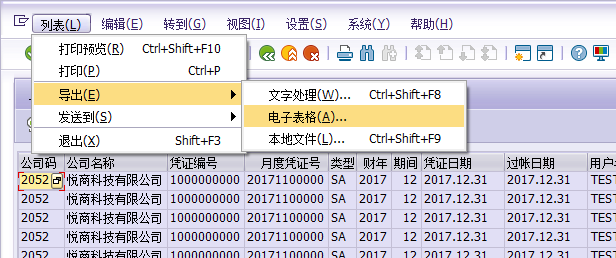 列表(L) 编辑(E) 转到(G) 视图(I) 设置(S) 系统(Y) 帮助(H)
打印预览(R) Ctrl+Shift+F10
打印(P) Ctrl+P
导出(E)
发送到(S)
退出(X) Shift+F3
文字处理(W)... Ctrl+Shift+F8
电子表格(A)...
本地文件(L)... Ctrl+Shift+F9
公司码 公司名称 凭证编号 月度凭证号 类型 财年 期间 凭证日期 过帐日期 用户
2052 悦商科技有限公司 1000000000 20171100000 SA 2017 12 2017.12.31 2017.12.31 TEST
2052 悦商科技有限公司 1000000000 20171100000 SA 2017 12 2017.12.31 2017.12.31 TEST
2052 悦商科技有限公司 1000000000 20171100000 SA 2017 12 2017.12.31 2017.12.31 TEST
2052 悦商科技有限公司 1000000000 20171100000 SA 2017 12 2017.12.31 2017.12.31 TEST
2052 悦商科技有限公司 1000000000 20171100000 SA 2017 12 2017.12.31 2017.12.31 TEST